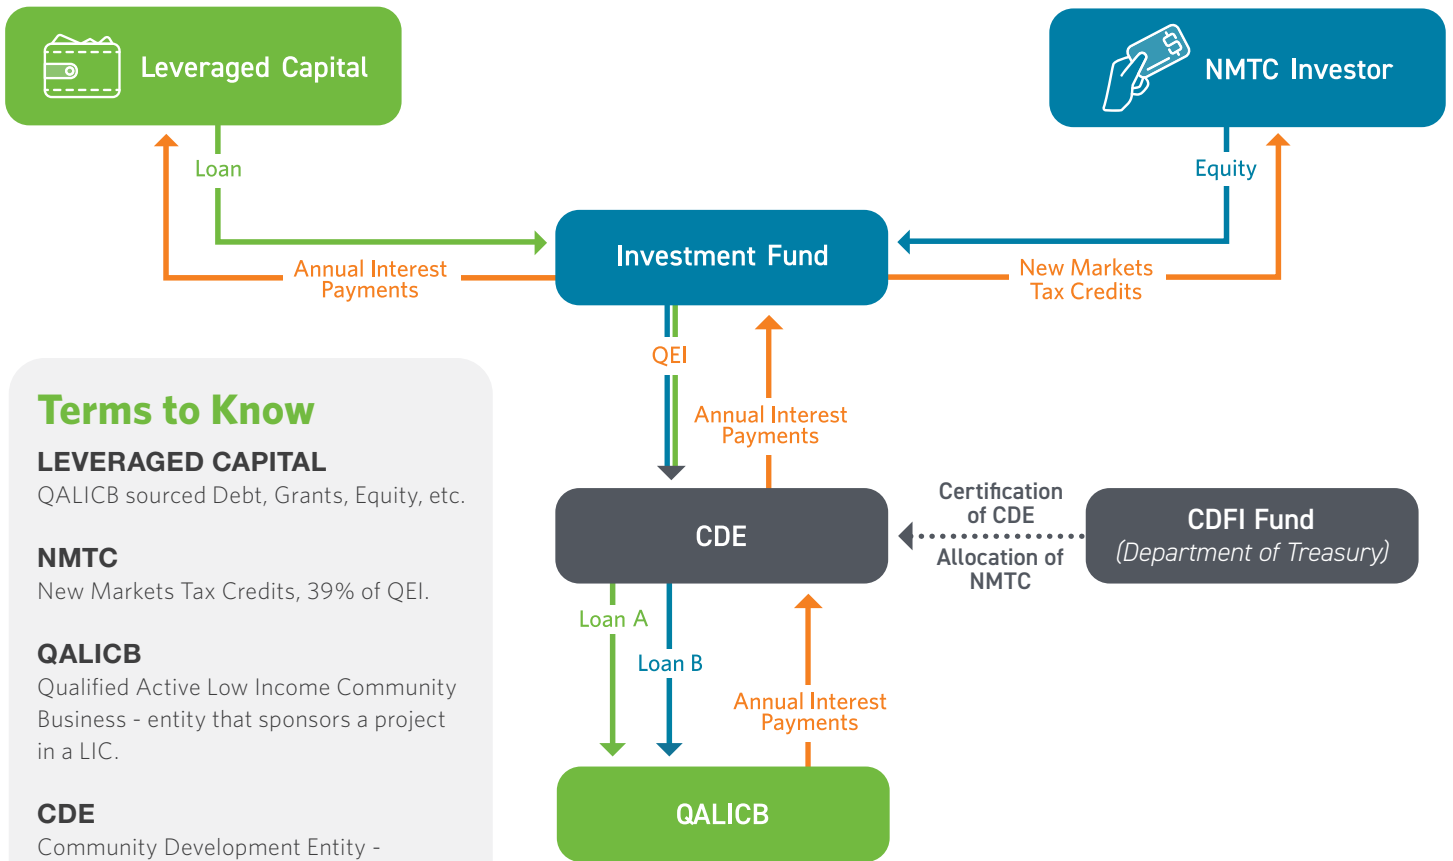 Leveraged Capital
NMTC Investor
Loan
Equity
Investment Fund
Annual Interest
Payments
New Markets
Tax Credits
QEI
Annual Interest
Payments
Terms to Know
LEVERAGED CAPITAL
QALICB sourced Debt, Grants, Equity, etc.
NMTC
New Markets Tax Credits, 39% of QEI.
QALICB
Qualified Active Low Income Community
Business - entity that sponsors a project
in a LIC.
CDE
Community Development Entity -
CDE
Certification
of CDE
Allocation of
NMTC
CDFI Fund
(Department of Treasury)
Loan A
Loan B
Annual Interest
Payments
QALICB